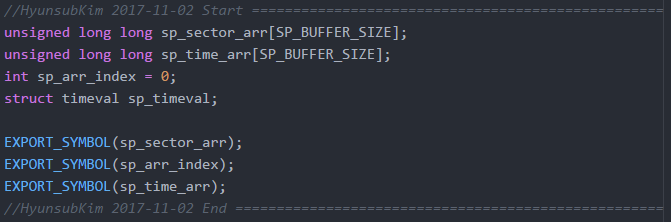 //HyunsubKim 2017-11-02 Start ==================================================
unsigned long long sp_sector_arr[SP_BUFFER_SIZE];
unsigned long long sp_time_arr[SP_BUFFER_SIZE];
int sp_arr_index = 0;
struct timeval sp_timeval;
EXPORT_SYMBOL(sp_sector_arr);
EXPORT_SYMBOL(sp_arr_index);
EXPORT_SYMBOL(sp_time_arr);
//HyunsubKim 2017-11-02 End ====================================================